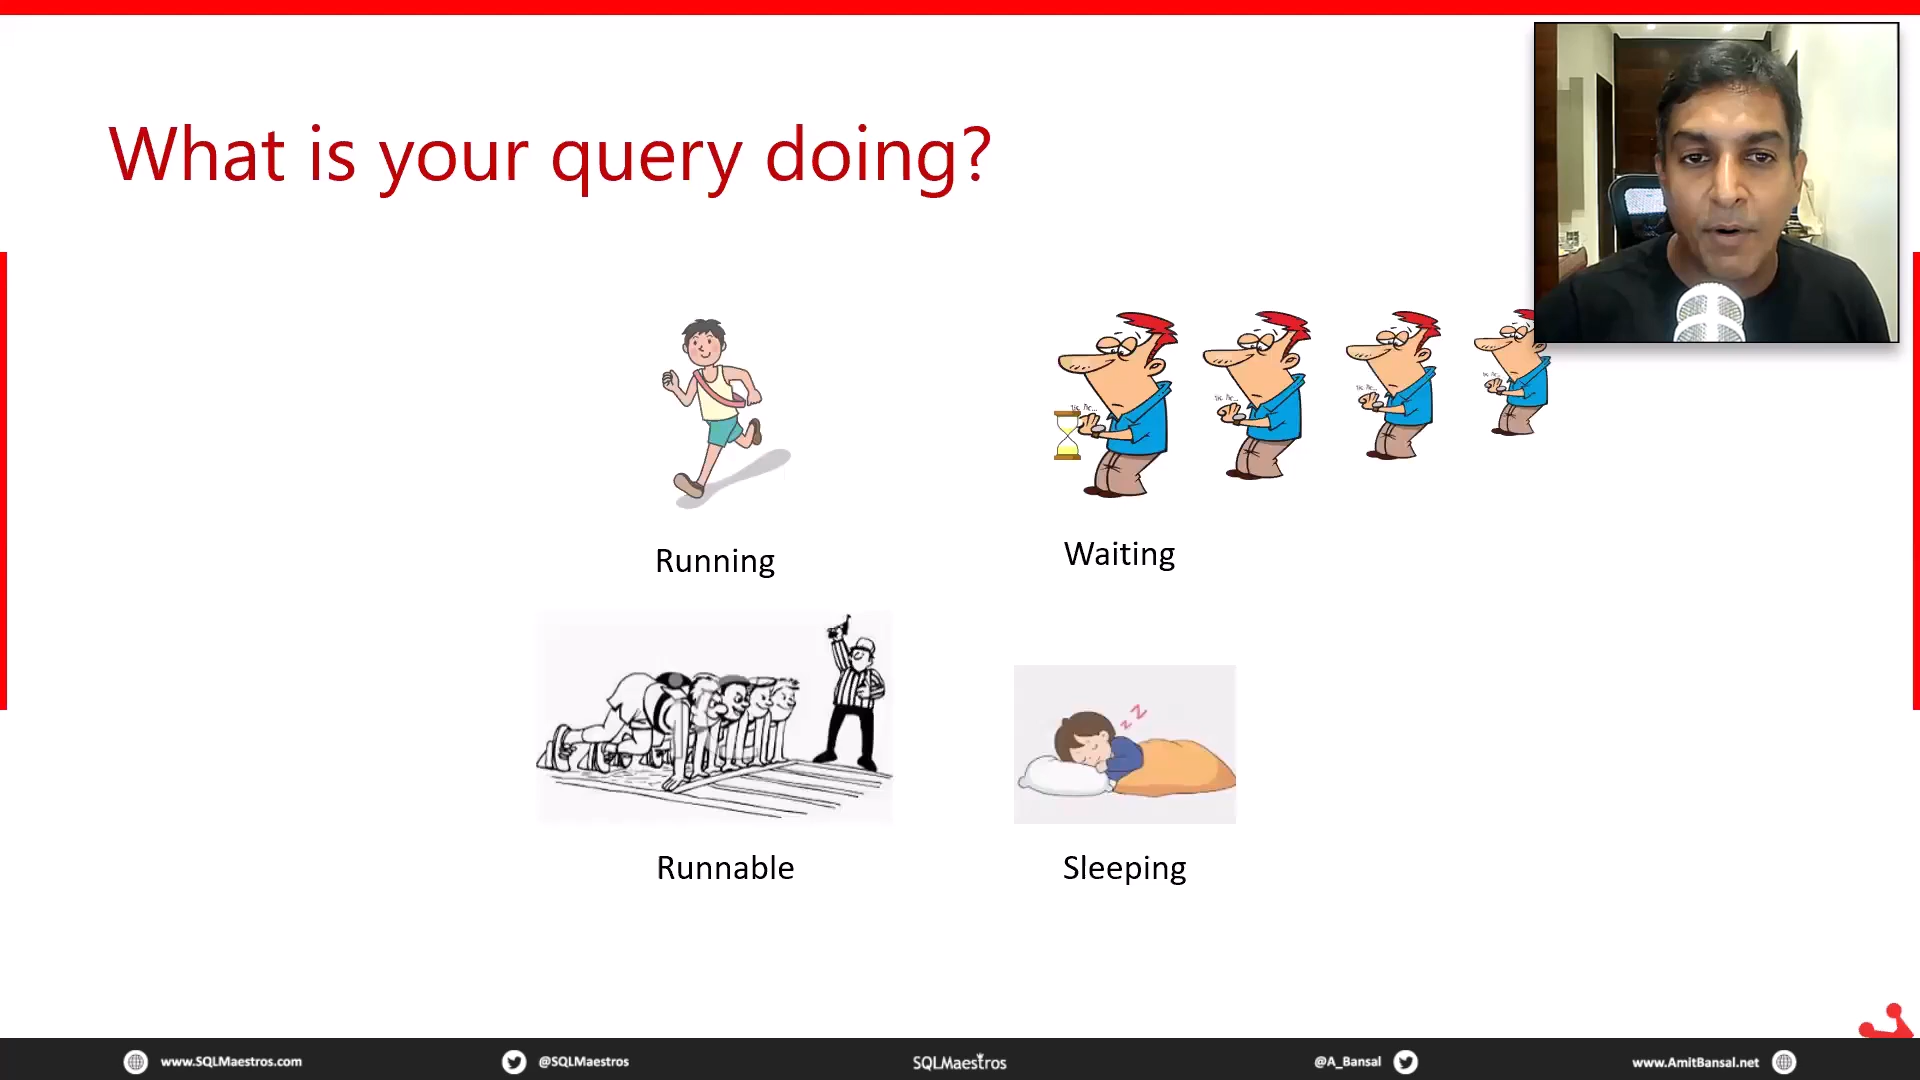 What is your query doing?
Running
Waiting
Runnable
Sleeping
www.SQLMaestros.com
@SQLMaestros
SQLMaestros
@A_Bansal
www.AmitBansal.net